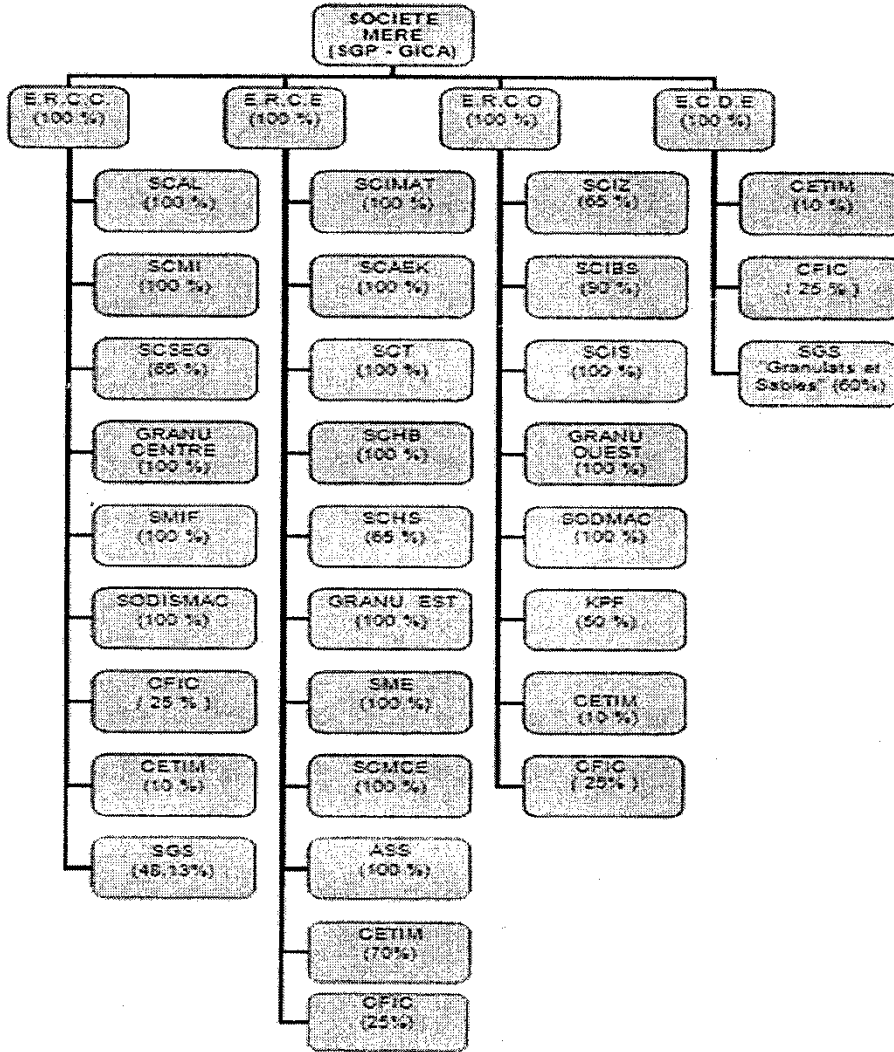 SOCIETE
MERE
(SGP - GICA)
E.R.C.C.
(100 %)
E.R.C.E
(100 %)
E.R.C.O
(100 %)
E.C.D.E
(100 %)
SCAL
(100 %)
SCMI
(100 %)
SCSEG
(65 %)
GRANU
CENTRE
(100 %)
SMIF
(100 %)
SODISMAC
(100 %)
CFIC
( 25 % )
CETIM
(10 %)
SGS
(48,13%)
SCIMAT
(100 %)
SCAEK
(100 %)
SCT
(100 %)
SCHB
(100 %)
SCHS
(65 %)
GRANU. EST
(100 %)
SME
(100 %)
SCMCE
(100 %)
ASS
(100 %)
CETIM
(70%)
CFIC
(25%)
SCIZ
(65 %)
SCIBS
(90 %)
SCIS
(100 %)
GRANU
OUEST
(100 %)
SODMAC
(100 %)
KPF
(50 %)
CETIM
(10 %)
CFIC
( 25% )
CETIM
(10 %)
CFIC
( 25 % )
SGS
"Granulats et
Sables" (60%)